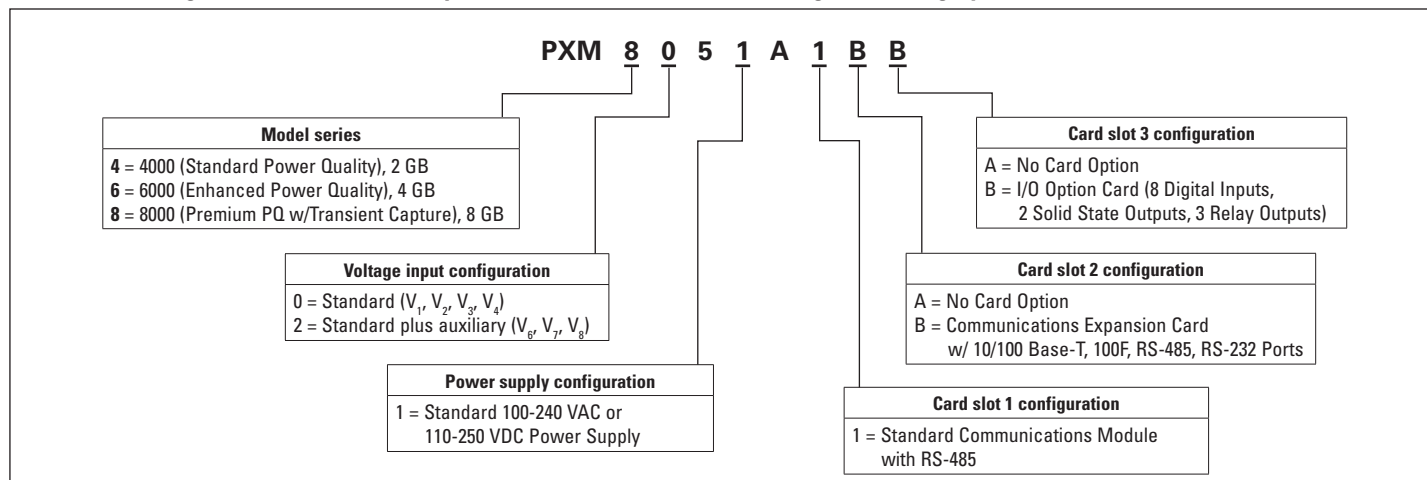 PXM 8 0 5 1 A 1 B B
Model series
4 = 4000 (Standard Power Quality), 2 GB
6 = 6000 (Enhanced Power Quality), 4 GB
8 = 8000 (Premium PQ w/Transient Capture), 8 GB
Voltage input configuration
0 = Standard (V1, V2, V3, V4)
2 = Standard plus auxiliary (V6, V7, V8)
Power supply configuration
1 = Standard 100-240 VAC or
110-250 VDC Power Supply
Card slot 3 configuration
A = No Card Option
B = I/O Option Card (8 Digital Inputs,
2 Solid State Outputs, 3 Relay Outputs)
Card slot 2 configuration
A = No Card Option
B = Communications Expansion Card
w/ 10/100 Base-T, 100F, RS-485, RS-232 Ports
Card slot 1 configuration
1 = Standard Communications Module
with RS-485